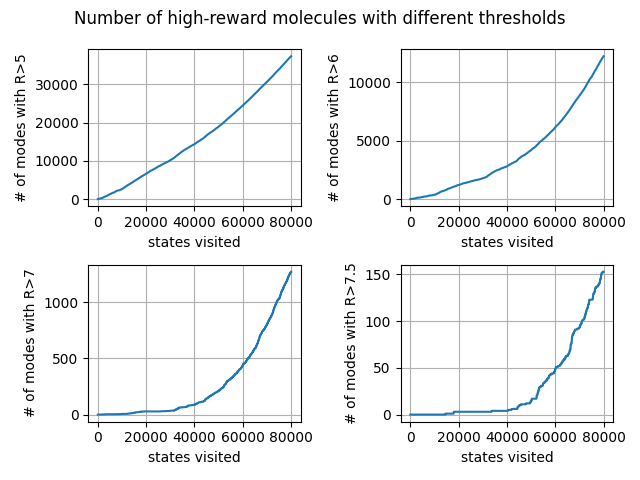 Number of high-reward molecules with different thresholds
# of modes with R>5
30000
20000
10000
0
0 20000 40000 60000 80000
states visited
# of modes with R>6
10000
5000
0
0 20000 40000 60000 80000
states visited
# of modes with R>7
1000
500
0
0 20000 40000 60000 80000
states visited
# of modes with R>7.5
150
100
50
0
0 20000 40000 60000 80000
states visited